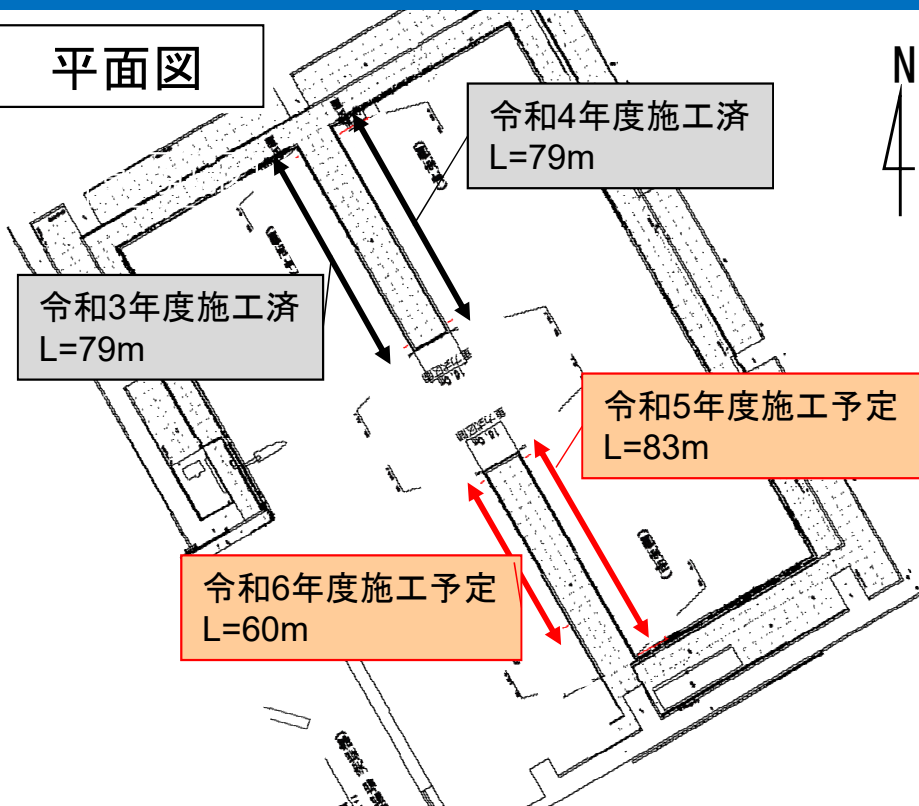 平面図
N
令和4年度施工済
L=79m
令和3年度施工済
L=79m
令和5年度施工予定
L=83m
令和6年度施工予定
L=60m